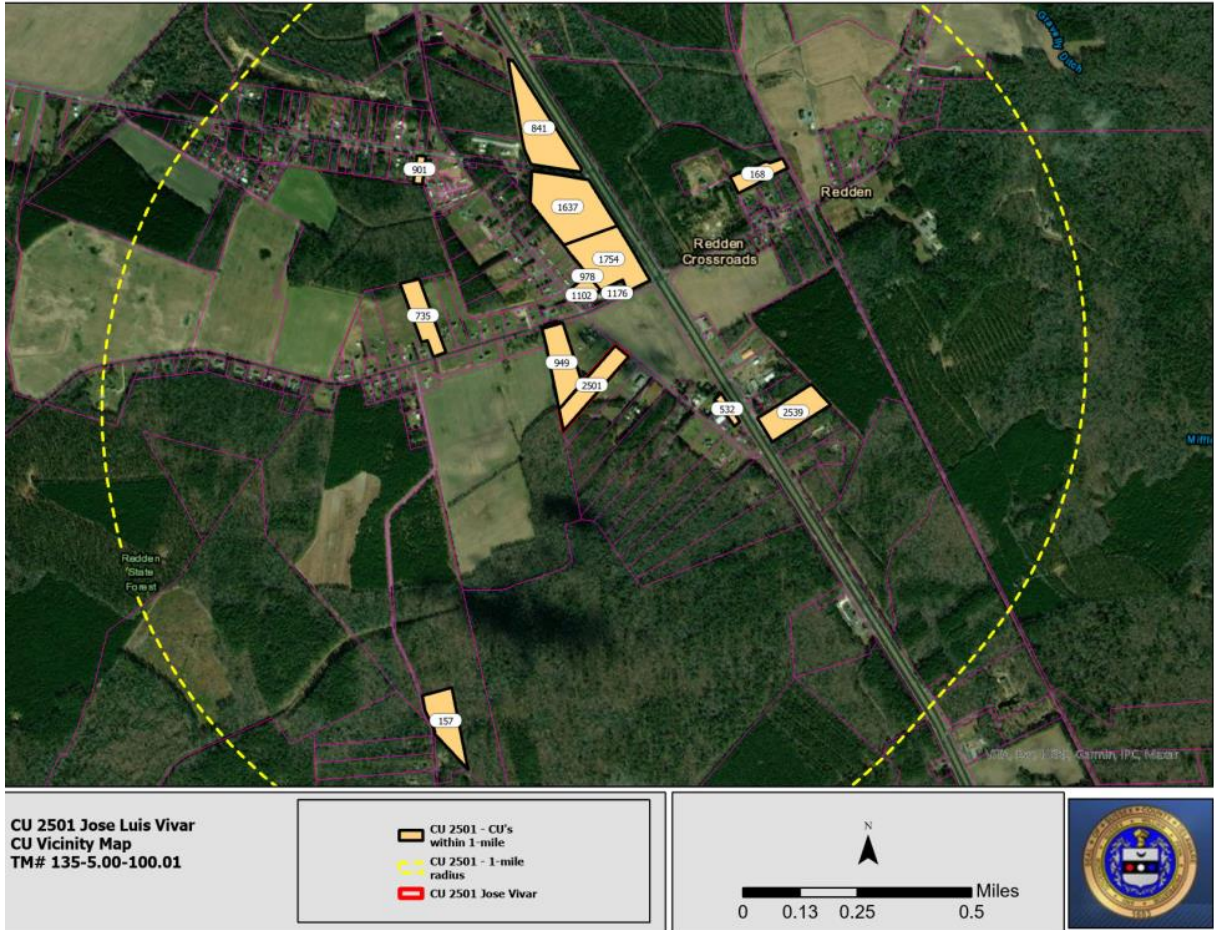 Gravelly Ditch
841
901
168
Redden
1637
Redden
Crossroads
1754
978
1102
1176
735
949
2501
532
2539
Redden
State
Forest
157
CU 2501 Jose Luis Vivar
CU Vicinity Map
TM# 135-5.00-100.01
CU 2501 - CU's
within 1-mile
CU 2501 - 1-mile
radius
CU 2501 Jose Vivar
N
Miles
0 0.13 0.25 0.5